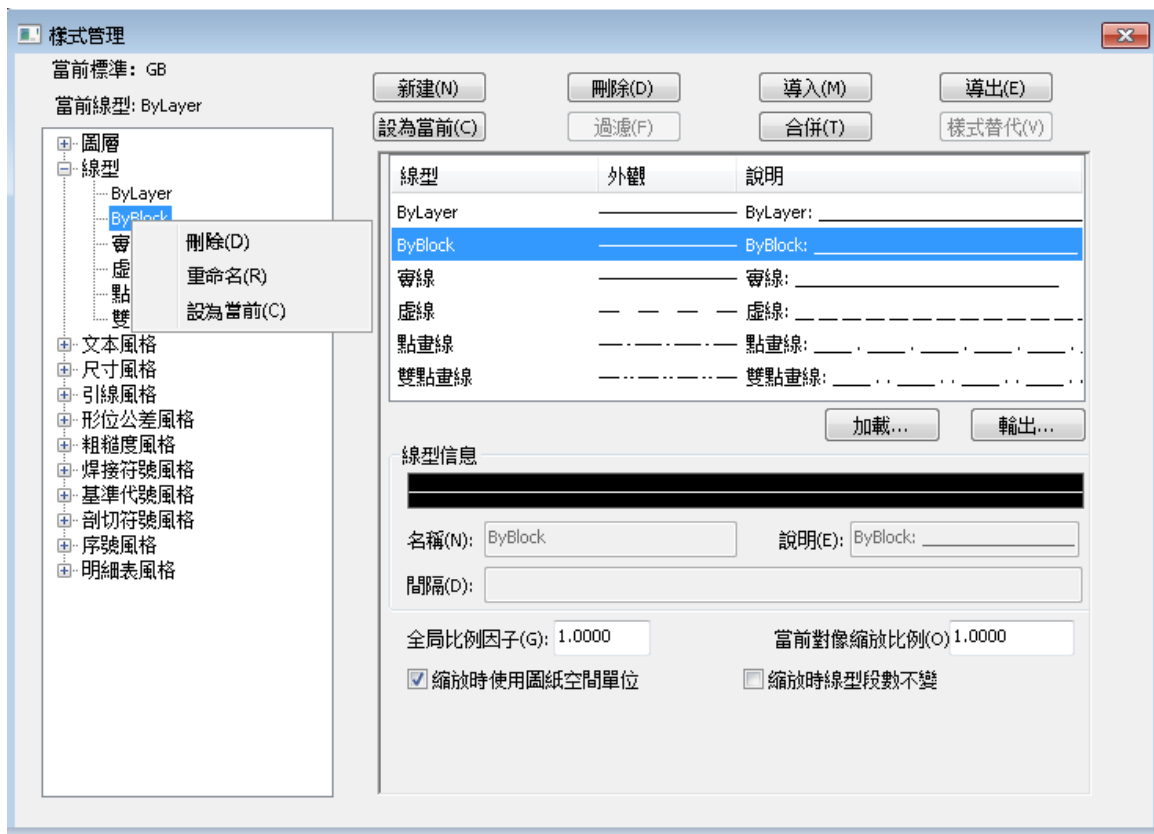 樣式管理
當前標準: GB
當前線型: ByLayer
新建(N) 刪除(D) 導入(M) 導出(E)
設為當前(C) 過濾(F) 合併(T) 樣式替代(V)
圖層
線型
ByLayer
ByBlock
虛
點
雙
文本風格
尺寸風格
引線風格
形位公差風格
粗糙度風格
焊接符號風格
基準代號風格
剖切符號風格
序號風格
明細表風格
刪除(D)
重命名(R)
設為當前(C)
線型 外觀 說明
ByLayer ByLayer:
ByBlock ByBlock:
實線 實線:
虛線 虛線:
點畫線 點畫線:
雙點畫線 雙點畫線:
加載... 輸出...
線型信息
名稱(N): ByBlock 說明(E): ByBlock:
間隔(D):
全局比例因子(G): 1.0000 當前對像縮放比例(O) 1.0000
縮放時使用圖紙空間單位 縮放時線型段數不變